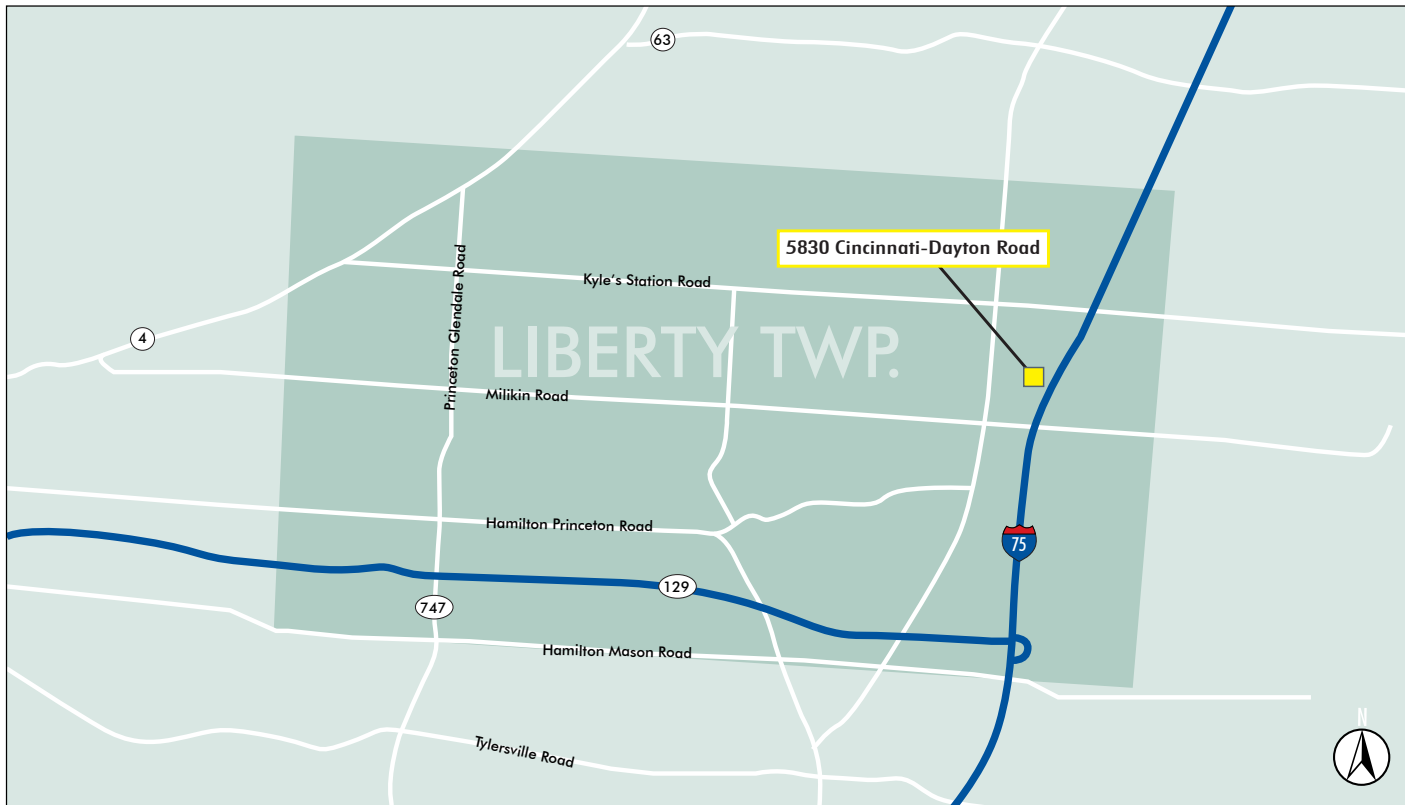 63
5830 Cincinnati-Dayton Road
Princeton Glendale Road
Kyle's Station Road
4
LIBERTY TWP.
Milikin Road
Hamilton Princeton Road
75
129
747
Hamilton Mason Road
N
Tylersville Road